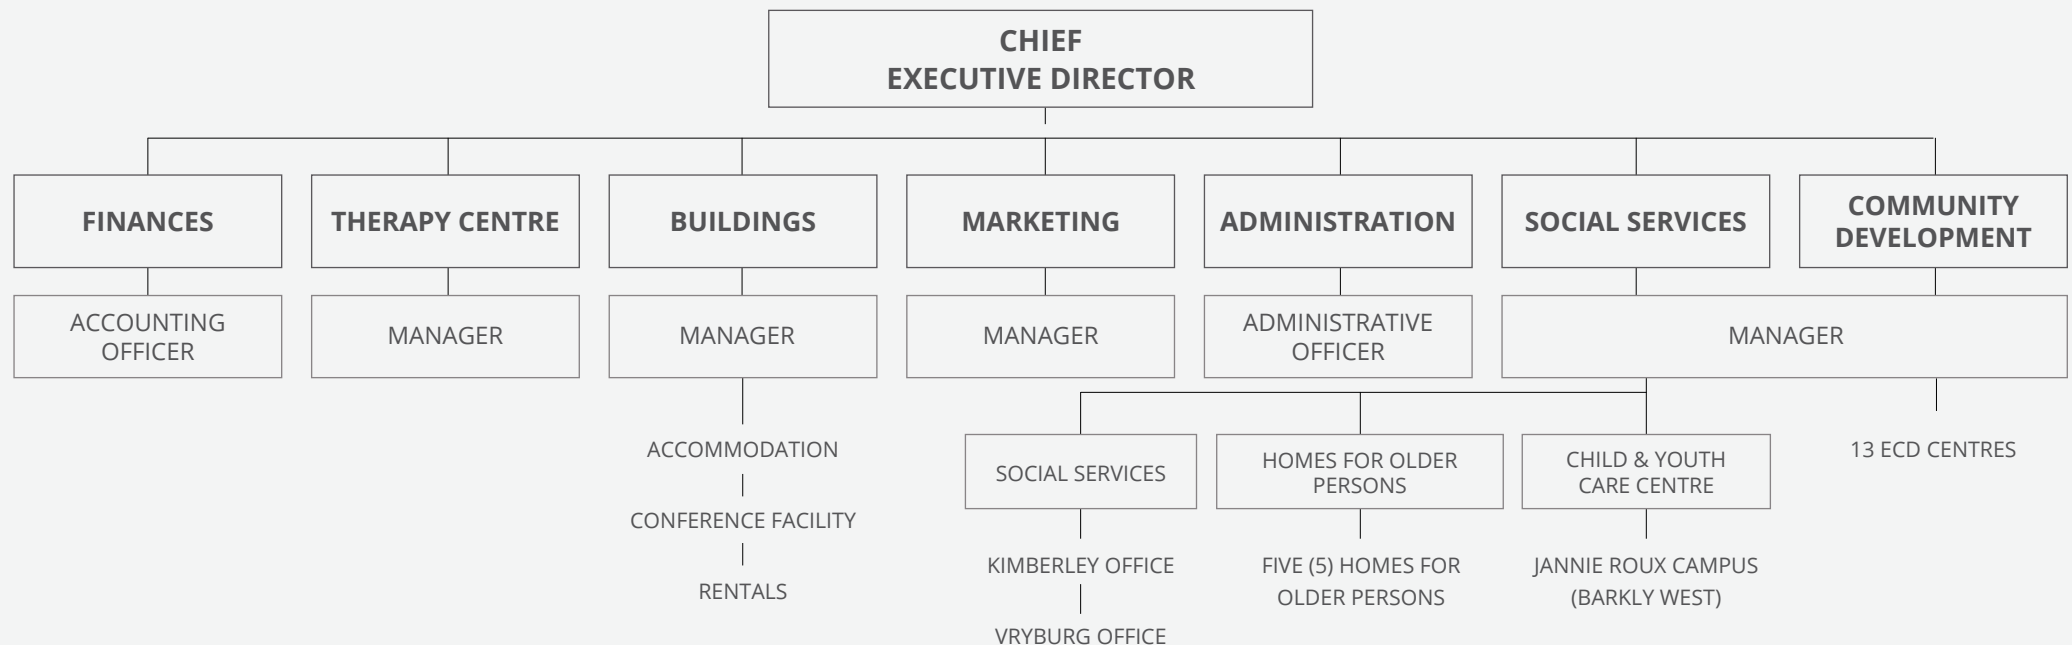 CHIEF
EXECUTIVE DIRECTOR
FINANCES
THERAPY CENTRE
BUILDINGS
MARKETING
ADMINISTRATION
SOCIAL SERVICES
COMMUNITY
DEVELOPMENT
ACCOUNTING
OFFICER
MANAGER
MANAGER
MANAGER
ADMINISTRATIVE
OFFICER
MANAGER
ACCOMMODATION
CONFERENCE FACILITY
RENTALS
SOCIAL SERVICES
HOMES FOR OLDER
PERSONS
CHILD & YOUTH
CARE CENTRE
13 ECD CENTRES
KIMBERLEY OFFICE
VRYBURG OFFICE
FIVE (5) HOMES FOR
OLDER PERSONS
JANNIE ROUX CAMPUS
(BARKLY WEST)